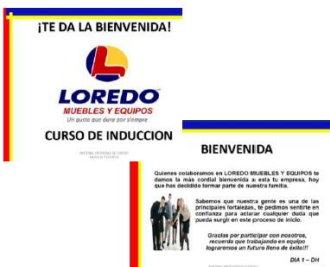 ¡TE DA LA BIENVENIDA!
LOREDO
MUEBLES Y EQUIPOS
Un gusto que dura por siempre
CURSO DE INDUCCION
BIENVENIDA
Quienes colaboramos en LOREDO MUEBLES Y EQUIPOS te
damos la más cordial bienvenida a esta tu empresa, hoy
que has decidido formar parte de nuestra familia.
Sabemos que nuestra gente es una de las
principales fortalezas, te pedimos sentirte en
confianza para aclarar cualquier duda que
pueda surgir en este proceso de inicio.
Gracias por participar con nosotros,
recuerda que trabajando en equipo
lograremos un futuro lleno de éxito!!!
DIA 1 – DH